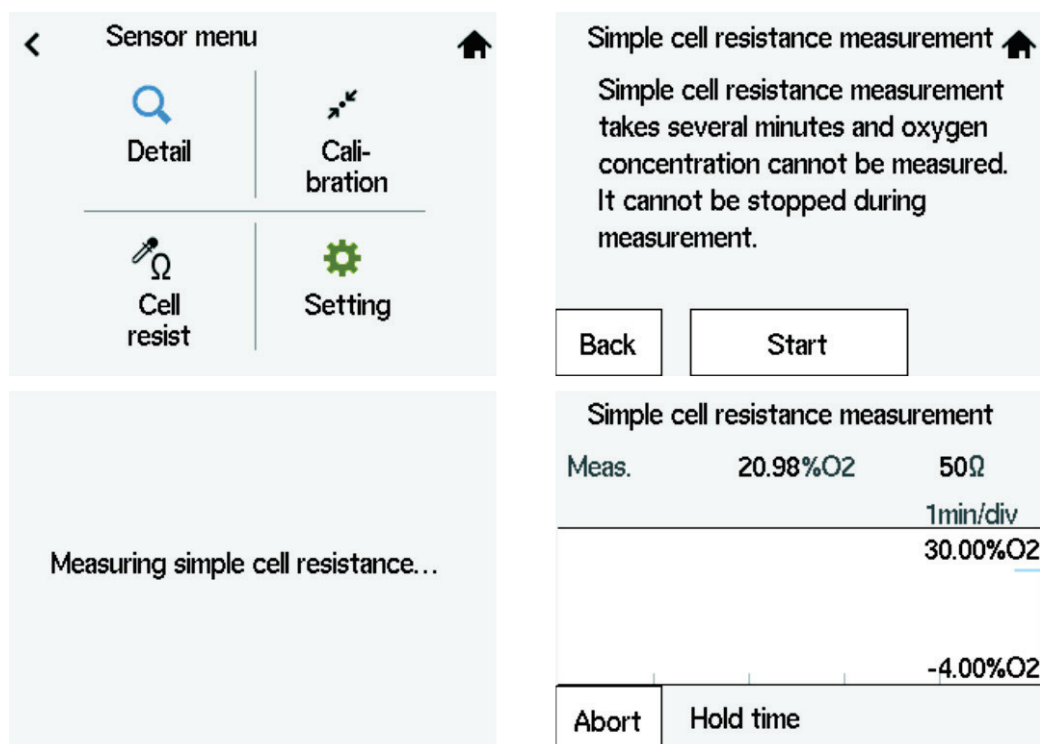 Sensor menu
Detail
Cali-
bration
Ω
Cell
resist
Setting
Simple cell resistance measurement
Simple cell resistance measurement
takes several minutes and oxygen
concentration cannot be measured.
It cannot be stopped during
measurement.
Back
Start
Measuring simple cell resistance...
Simple cell resistance measurement
Meas. 20.98%O2 50Ω
1min/div
30.00%O2
-4.00%O2
Abort
Hold time